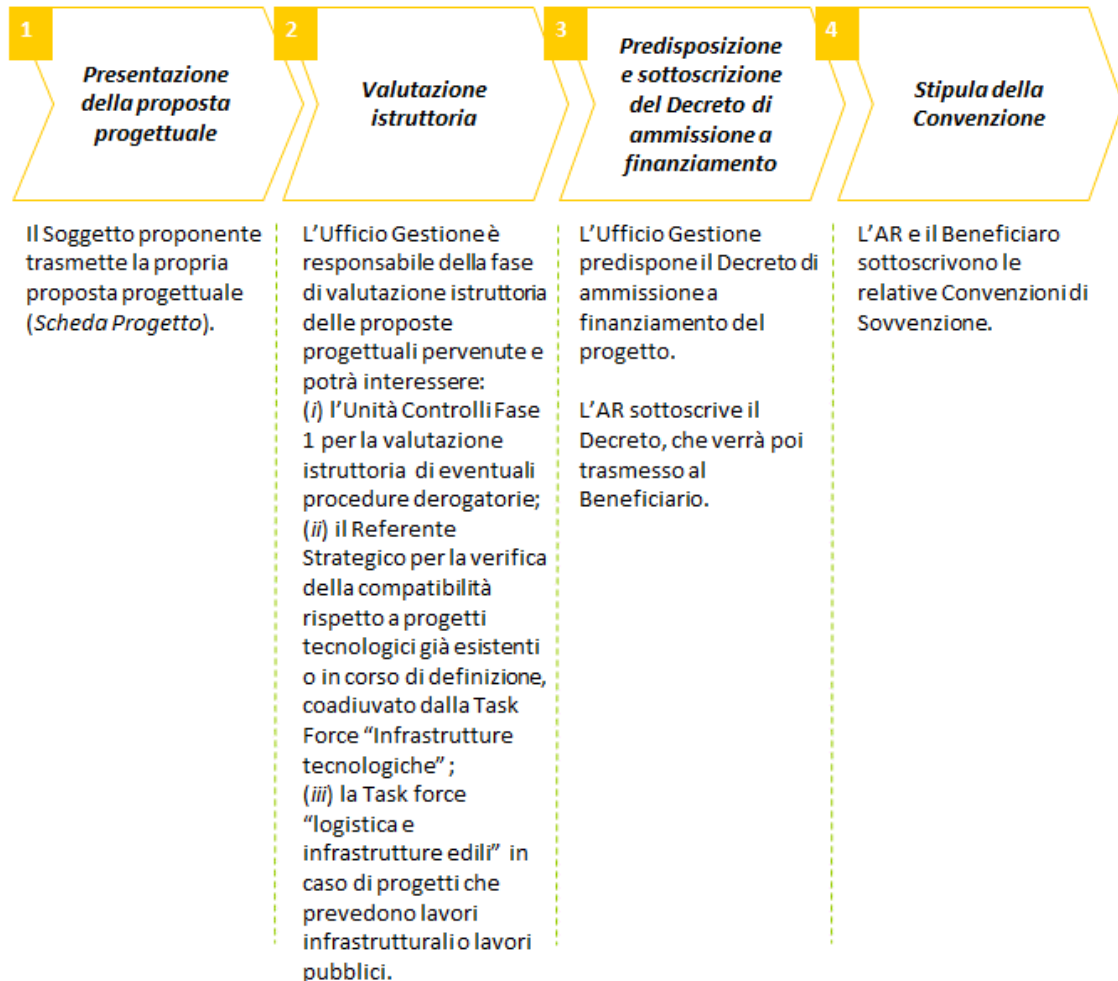 1
Presentazione
della proposta
progettuale
2
Valutazione
istruttoria
3
Predisposizione
e sottoscrizione
del Decreto di
ammissione a
finanziamento
4
Stipula della
Convenzione
Il Soggetto proponente
trasmette la propria
proposta progettuale
(Scheda Progetto).
L'Ufficio Gestione è
responsabile della fase
di valutazione istruttoria
delle proposte
progettuali pervenute e
potrà interessere:
(i) l'Unità Controlli Fase
1 per la valutazione
istruttoria di eventuali
procedure derogatorie;
(ii) il Referente
Strategico per la verifica
della compatibilità
rispetto a progetti
tecnologici già esistenti
o in corso di definizione,
coadiuvato dalla Task
Force “Infrastrutture
tecnologiche” ;
(iii) la Task force
“logistica e
infrastrutture edili” in
caso di progetti che
prevedono lavori
infrastrutturali o lavori
pubblici.
L'Ufficio Gestione
predispone il Decreto di
ammissione a
finanziamento del
progetto.
L'AR sottoscrive il
Decreto, che verrà poi
trasmesso al
Beneficiario.
L'AR e il Beneficiaro
sottoscrivono le
relative Convenzioni di
Sovvenzione.